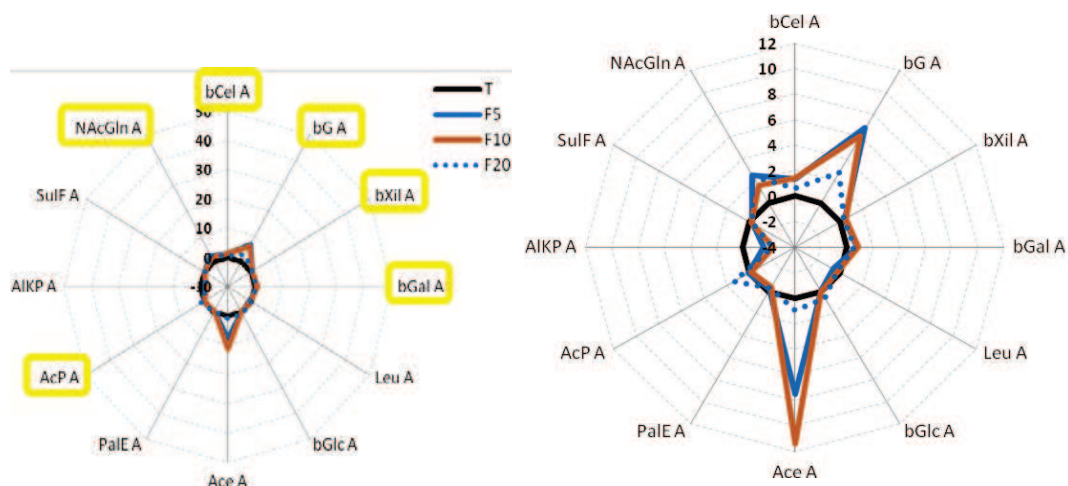 bCel A
NAcGln A
bG A
SulF A
bXil A
AlKP A
bGal A
AcP A
Leu A
PalE A
bGlc A
Ace A
50
40
30
20
10
0
-10
T
F5
F10
F20
bCel A
NAcGln A
bG A
SulF A
bXil A
AlKP A
bGal A
AcP A
Leu A
PalE A
bGlc A
Ace A
12
10
8
6
4
2
0
-2
-4